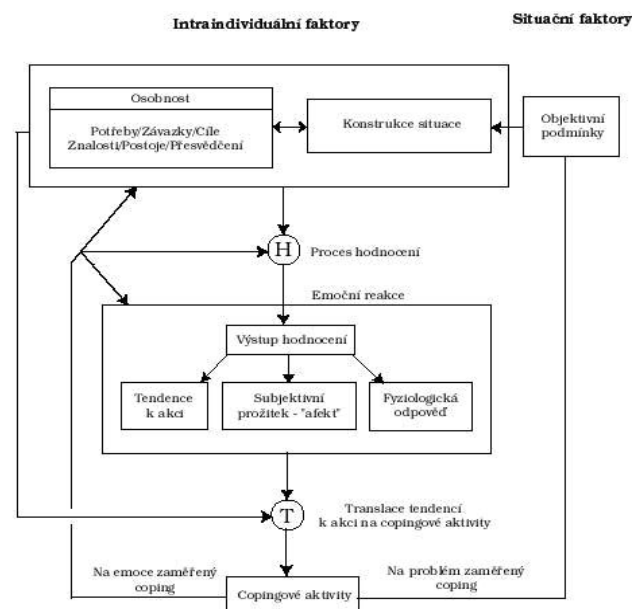 Intraindividuální faktory
Situační faktory
Osobnost
Potřeby/Závazky/Cíle
Znalosti/Postoje/Přesvědčení
Konstrukce situace
Objektivní
podmínky
H
Proces hodnocení
Emoční reakce
Výstup hodnocení
Tendence
k akci
Subjektivní
prožitek - "afekt"
Fyziologická
odpověď
T
Translace tendencí
k akci na copingové aktivity
Na emoce zaměřený
coping
Na problém zaměřený
coping
Copingové aktivity